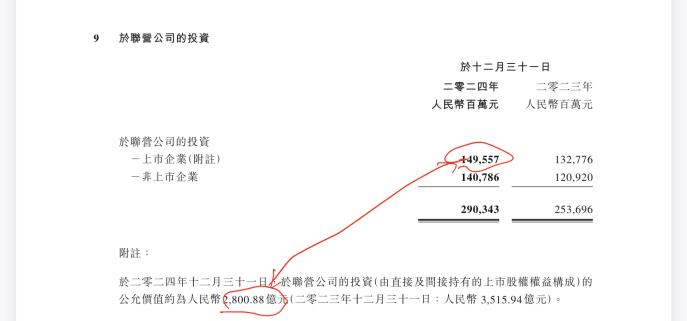 9 於聯營公司的投資
於十二月三十一日
二零二四年 二零二三年
人民幣百萬元 人民幣百萬元
於聯營公司的投資
－上市企業(附註) 149,557 132,776
－非上市企業 140,786 120,920
290,343 253,696
附註：
於二零二四年十二月三十一日，於聯營公司的投資(由直接及間接持有的上市股權權益構成)的
公允價值約為人民幣2,800.88億元(二零二三年十二月三十一日：人民幣3,515.94億元)。